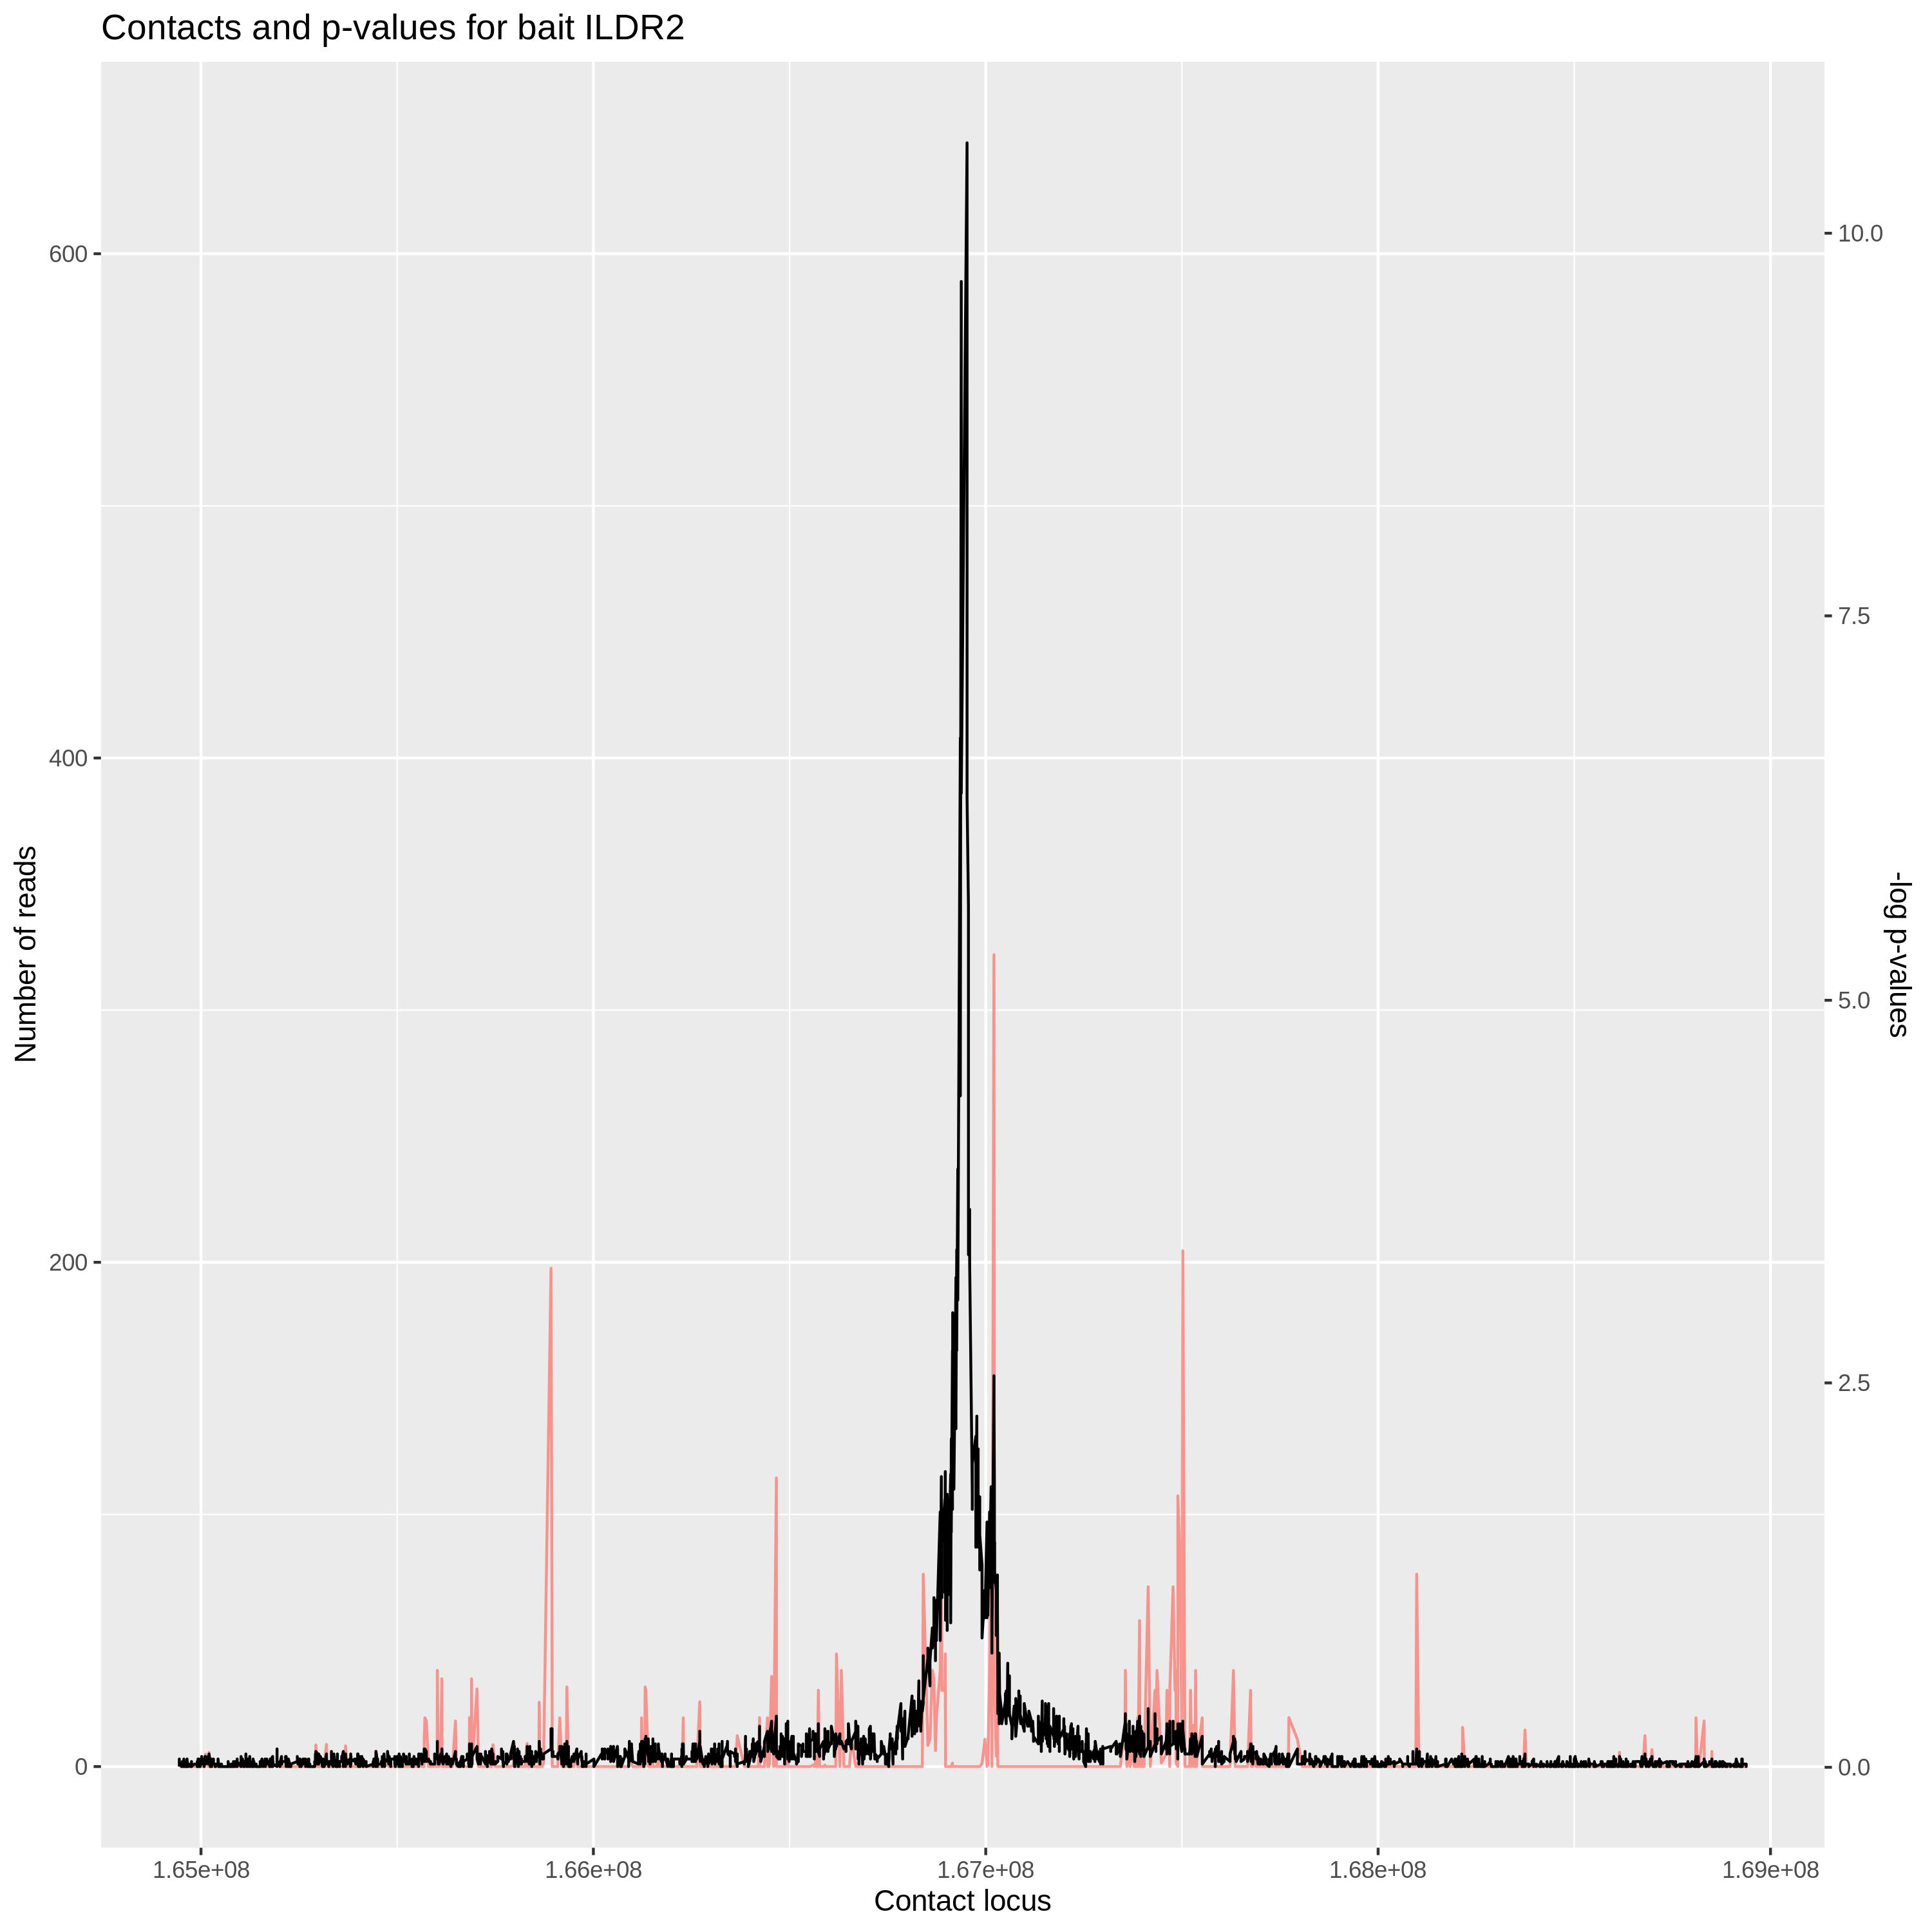 Contacts and p-values for bait ILDR2
Number of reads
600
400
200
0
10.0
7.5
5.0
2.5
0.0
-log p-values
1.65e+08
1.66e+08
1.67e+08
1.68e+08
1.69e+08
Contact locus